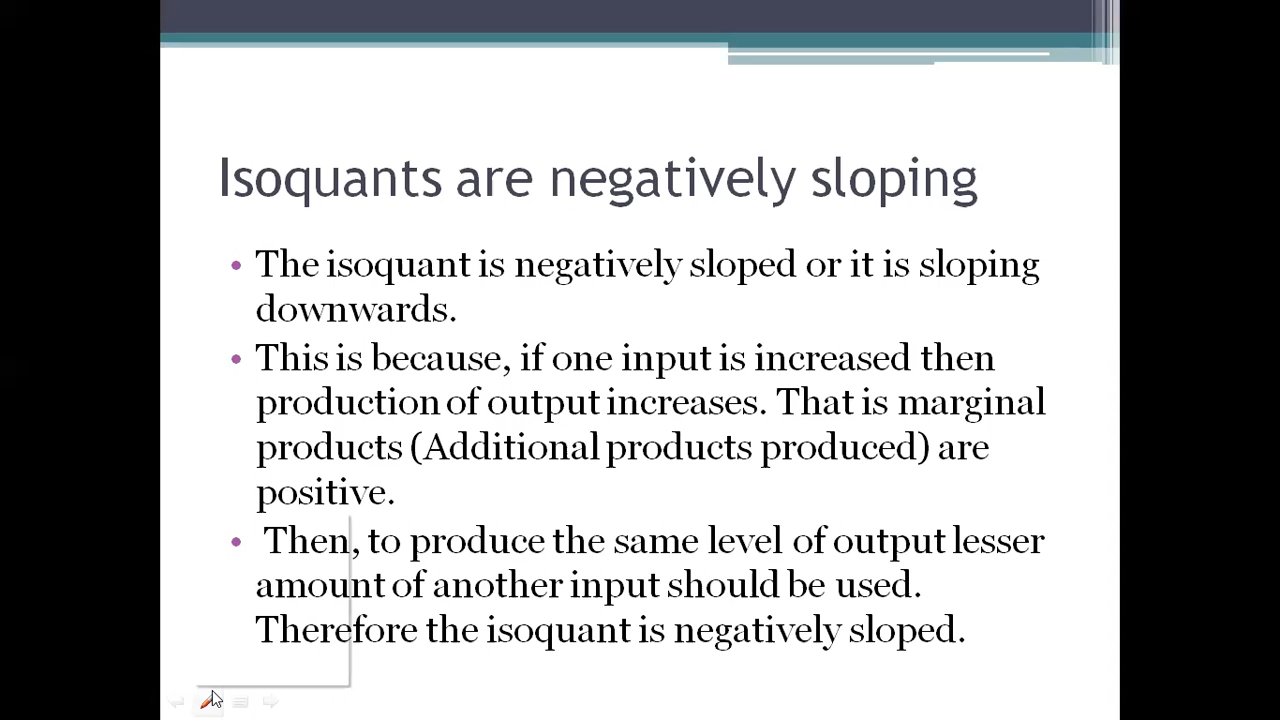 Isoquants are negatively sloping
• The isoquant is negatively sloped or it is sloping
downwards.
• This is because, if one input is increased then
production of output increases. That is marginal
products (Additional products produced) are
positive.
• Then, to produce the same level of output lesser
amount of another input should be used.
Therefore the isoquant is negatively sloped.